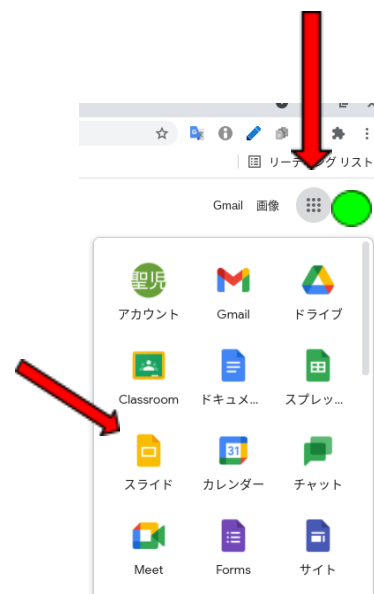 リーディングリスト
Gmail 画像
聖児
アカウント Gmail ドライブ
Classroom ドキュメ... スプレッ...
31
スライド カレンダー チャット
Meet Forms サイト